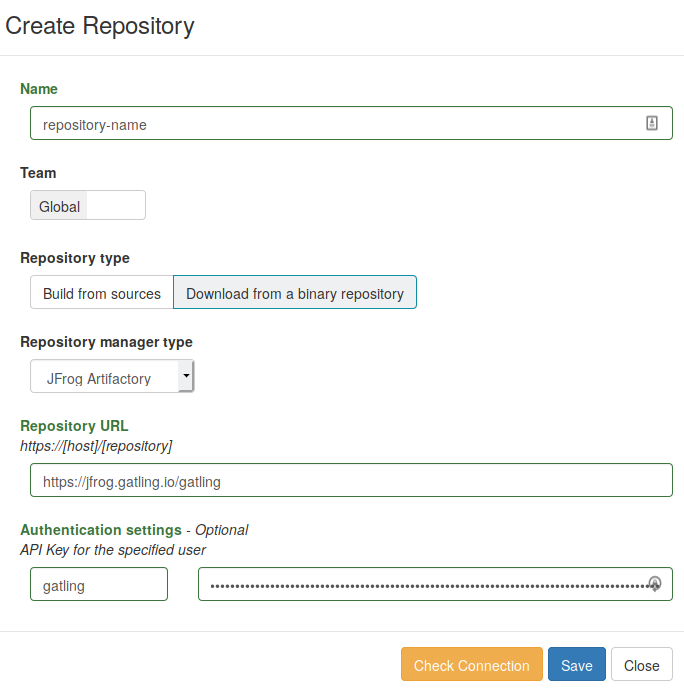 Create Repository
Name
repository-name
Team
Global
Repository type
Build from sources Download from a binary repository
Repository manager type
JFrog Artifactory
Repository URL
https://[host]/[repository]
https://jfrog.gatling.io/gatling
Authentication settings - Optional
API Key for the specified user
gatling
Check Connection Save Close